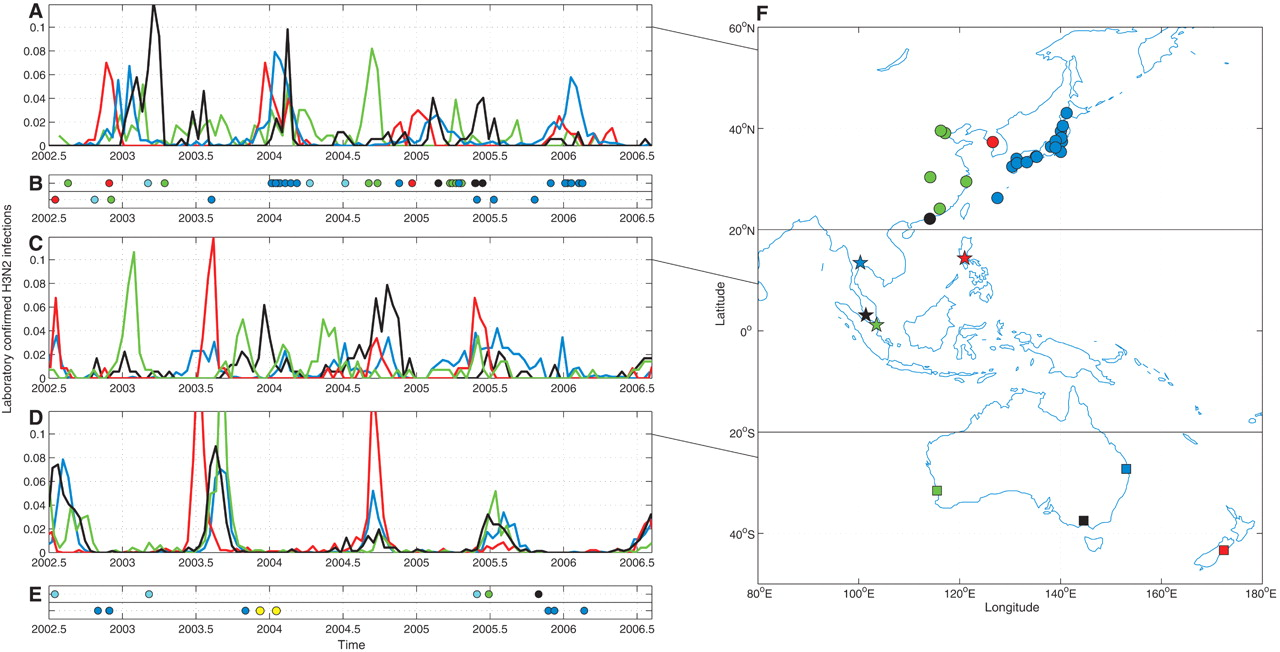 A
0.1
0.08
0.06
0.04
0.02
0
2002.5 2003 2003.5 2004 2004.5 2005 2005.5 2006 2006.5
B
2002.5 2003 2003.5 2004 2004.5 2005 2005.5 2006 2006.5
Laboratory confirmed H3N2 infections
C
0.1
0.08
0.06
0.04
0.02
0
2002.5 2003 2003.5 2004 2004.5 2005 2005.5 2006 2006.5
D
0.1
0.08
0.06
0.04
0.02
0
2002.5 2003 2003.5 2004 2004.5 2005 2005.5 2006 2006.5
E
2002.5 2003 2003.5 2004 2004.5 2005 2005.5 2006 2006.5
Time
F
60°N
40°N
20°N
0°
20°S
40°S
Latitude
80°E 100°E 120°E 140°E 160°E 180°E
Longitude